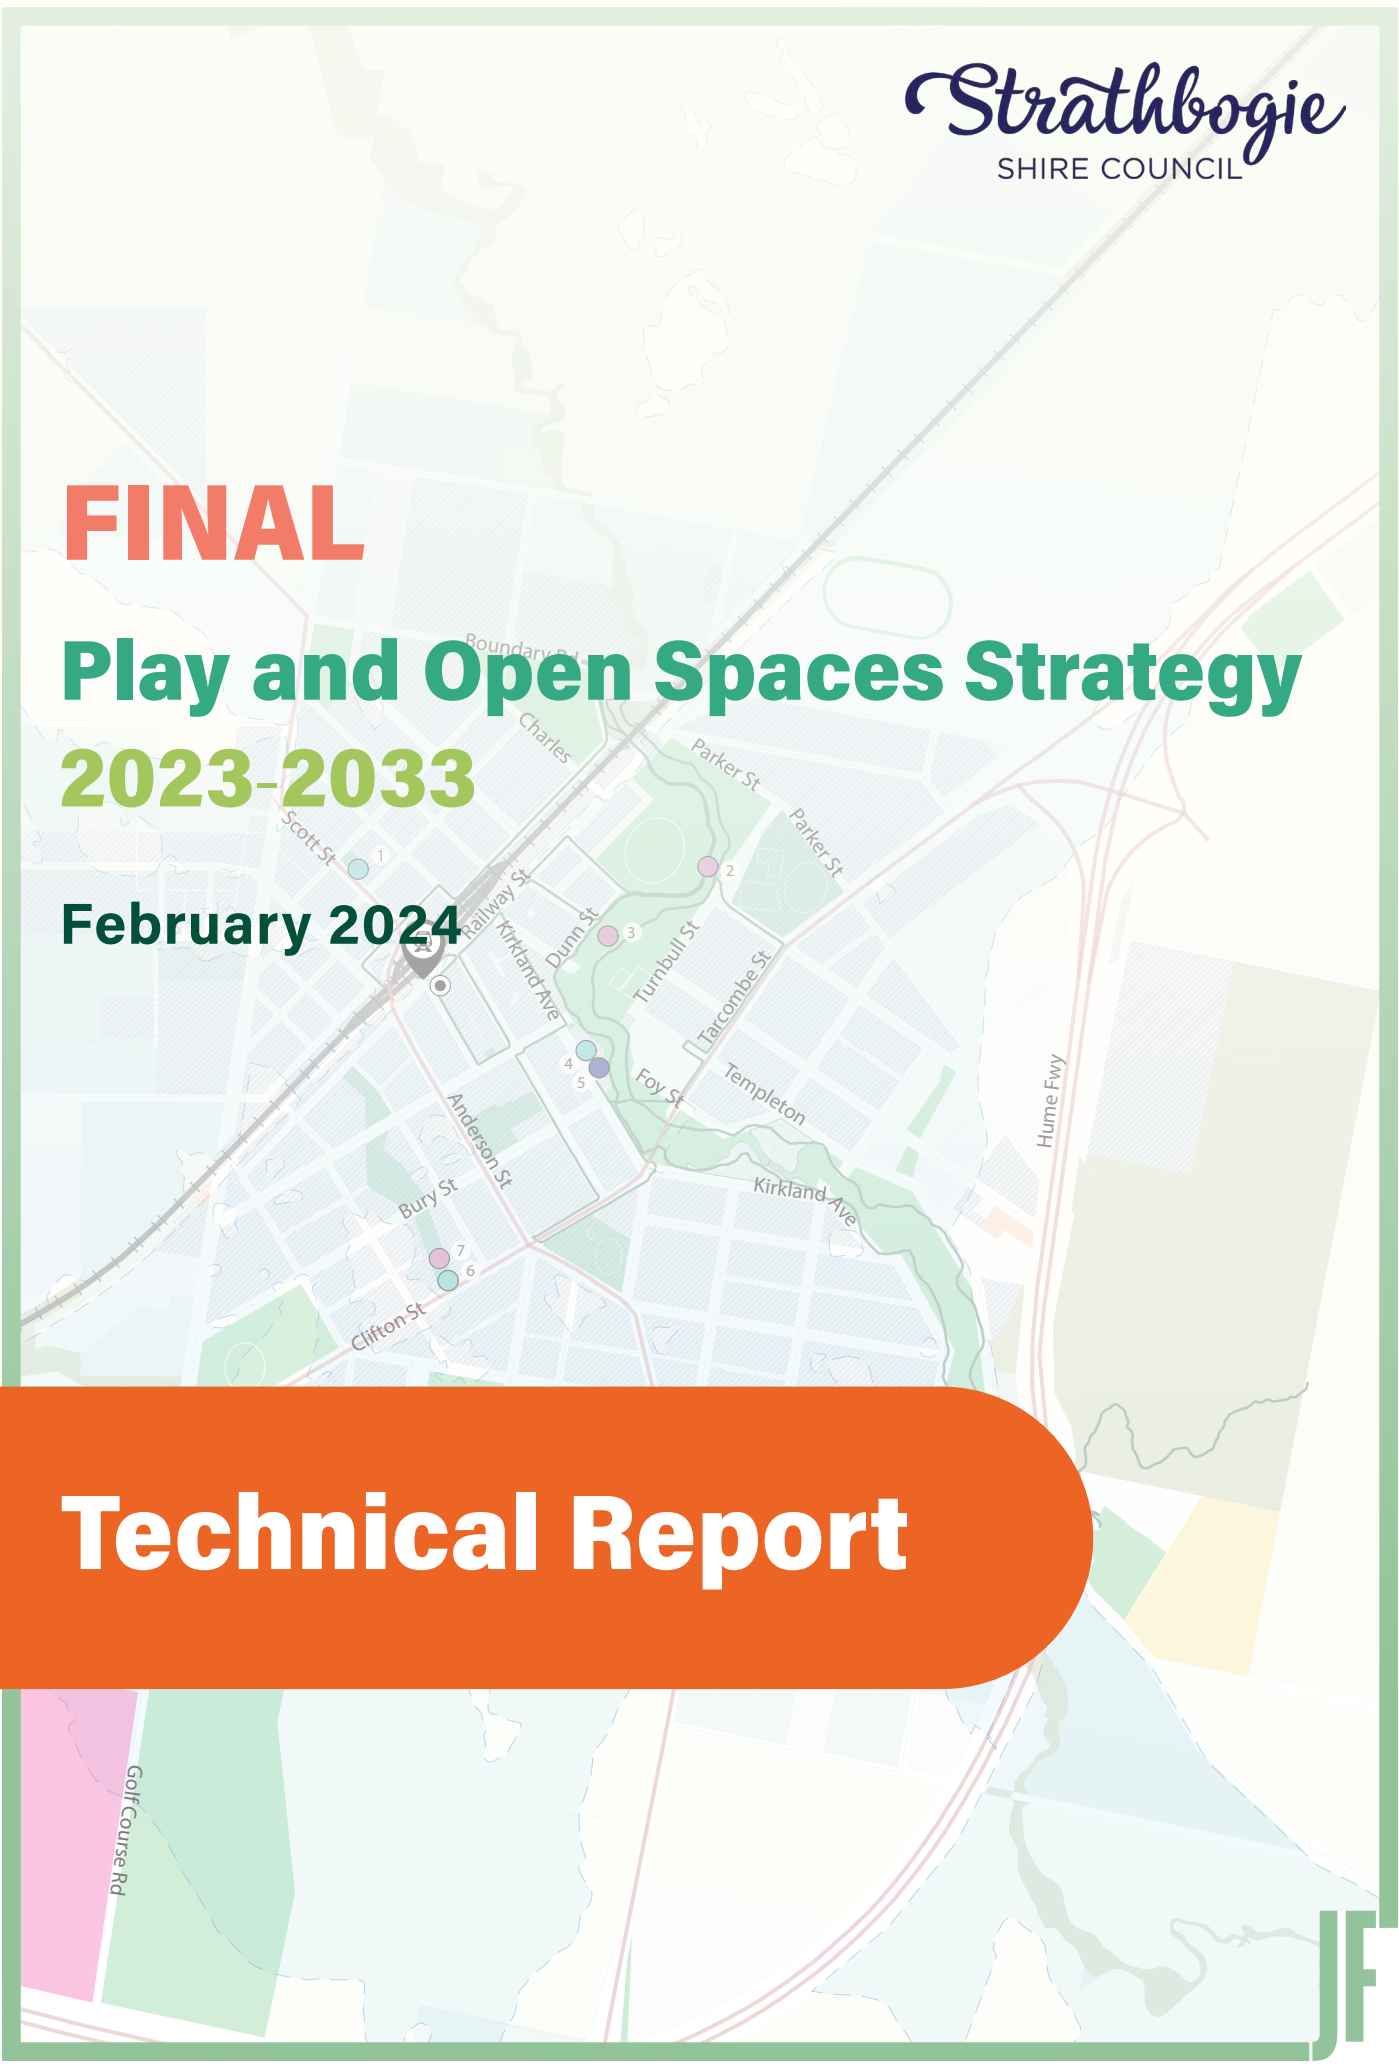 Strathbogie
SHIRE COUNCIL
FINAL
Boundary Rd
Play and Open Spaces Strategy
Charles
Parker St
2023-2033
Scott St
Parker St
1
2
Railway St
February 2024
Dunn St
3
Kirkland Ave
Turnbull St
Tarcombe St
4
5
Foy St
Templeton
Hume Fwy
Anderson St
Bury St
Kirkland Ave
7
6
Clifton St
Technical Report
Golf Course Rd
JF